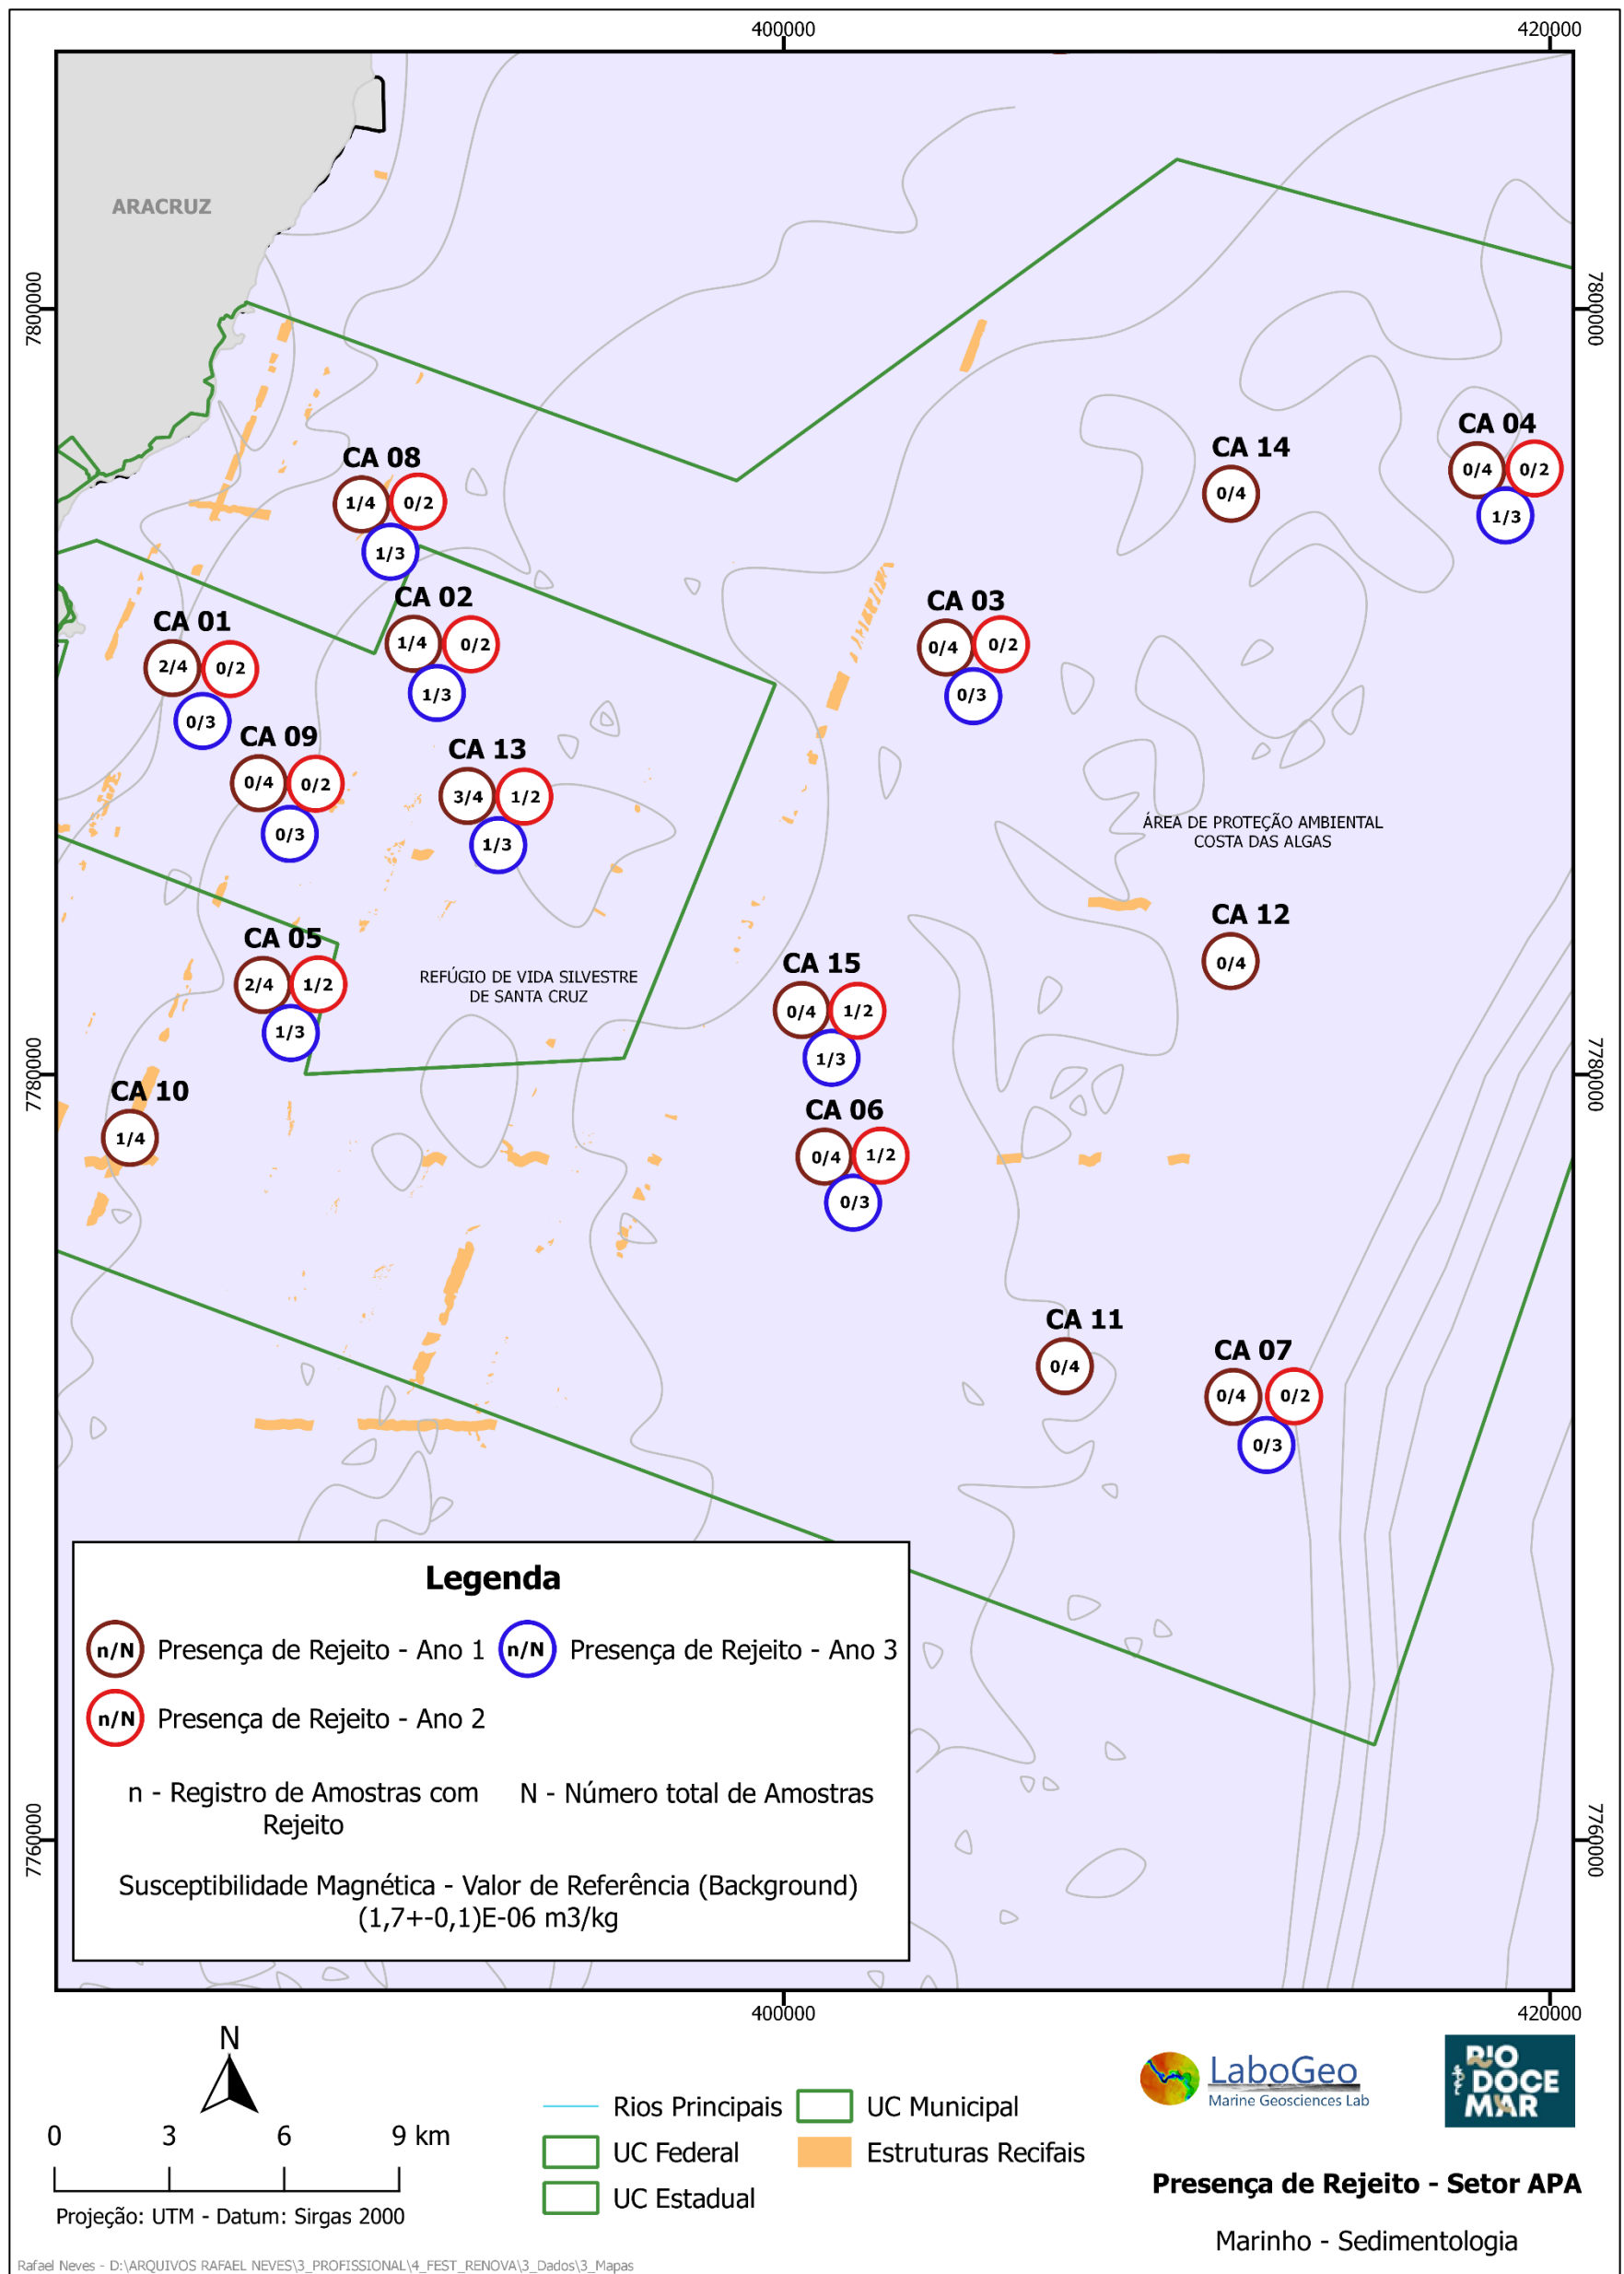 400000
420000
ARACRUZ
7800000
7800000
CA 04
0/4
0/2
1/3
CA 14
0/4
CA 08
1/4
0/2
1/3
CA 02
1/4
0/2
1/3
CA 03
0/4
0/2
0/3
CA 01
2/4
0/2
0/3
CA 09
0/4
0/2
0/3
CA 13
3/4
1/2
1/3
ÁREA DE PROTEÇÃO AMBIENTAL
COSTA DAS ALGAS
CA 12
0/4
CA 05
2/4
1/2
1/3
REFÚGIO DE VIDA SILVESTRE
DE SANTA CRUZ
CA 15
0/4
1/2
1/3
7780000
7780000
CA 10
1/4
CA 06
0/4
1/2
0/3
CA 11
0/4
CA 07
0/4
0/2
0/3
Legenda
n/N Presença de Rejeito - Ano 1
n/N Presença de Rejeito - Ano 3
n/N Presença de Rejeito - Ano 2
n - Registro de Amostras com
Rejeito
N - Número total de Amostras
Susceptibilidade Magnética - Valor de Referência (Background)
(1,7+-0,1)E-06 m3/kg
7760000
7760000
400000
420000
N
0 3 6 9 km
Projeção: UTM - Datum: Sirgas 2000
Rios Principais
UC Federal
UC Estadual
UC Municipal
Estruturas Recifais
LaboGeo
Marine Geosciences Lab
RIO
DOCE
MAR
Presença de Rejeito - Setor APA
Marinho - Sedimentologia
Rafael Neves - D:\ARQUIVOS RAFAEL NEVES\3_PROFISSIONAL\4_FEST_RENOVA\3_Dados\3_Mapas